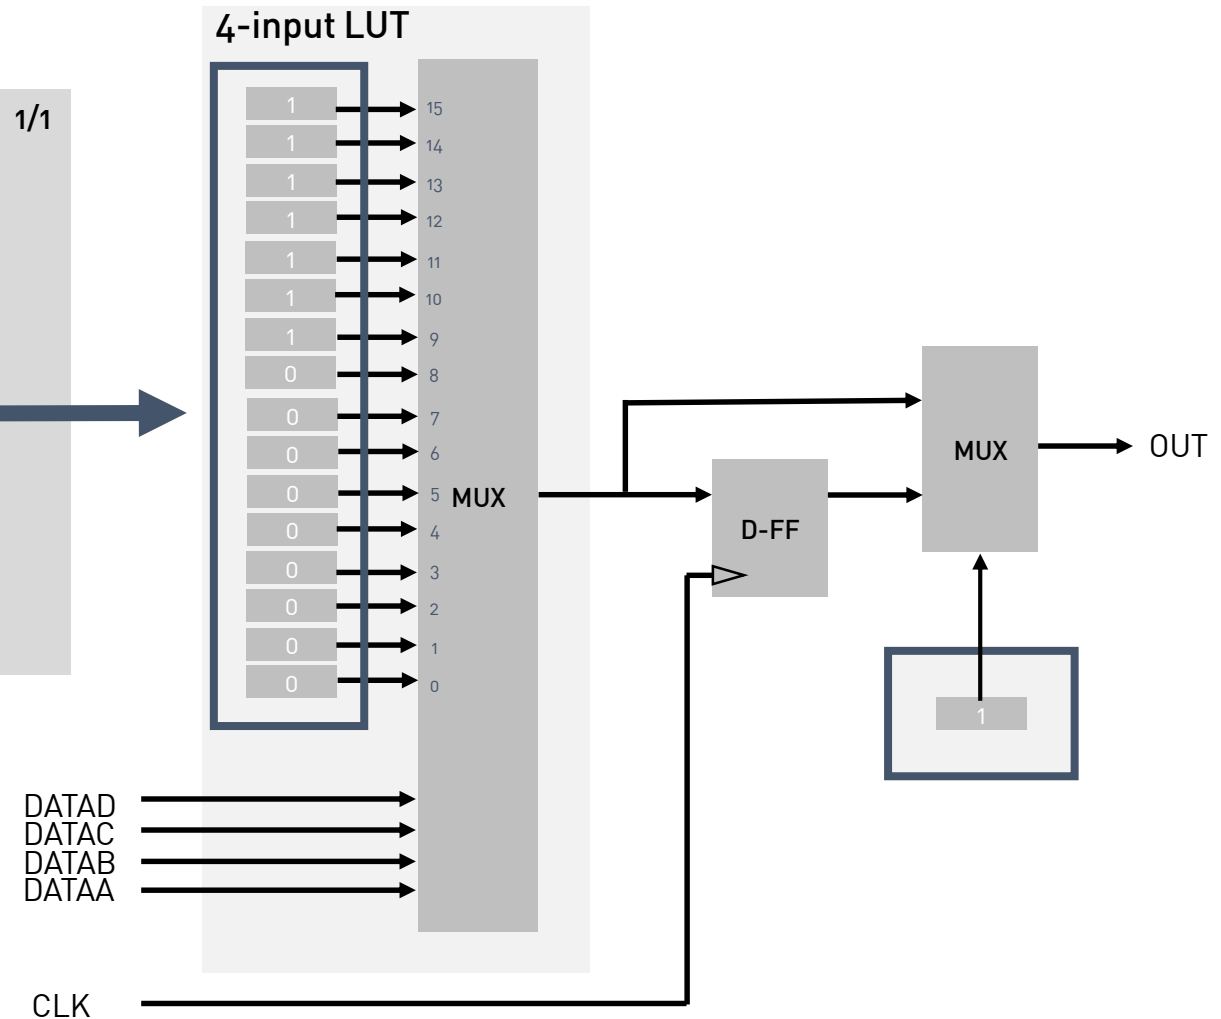 4-input LUT
1/1
1 15
1 14
1 13
1 12
1 11
1 10
1 9
0 8
0 7
0 6
0 5
0 4
0 3
0 2
0 1
0 0
MUX
MUX
OUT
D-FF
1
DATAD
DATAC
DATAB
DATAA
CLK